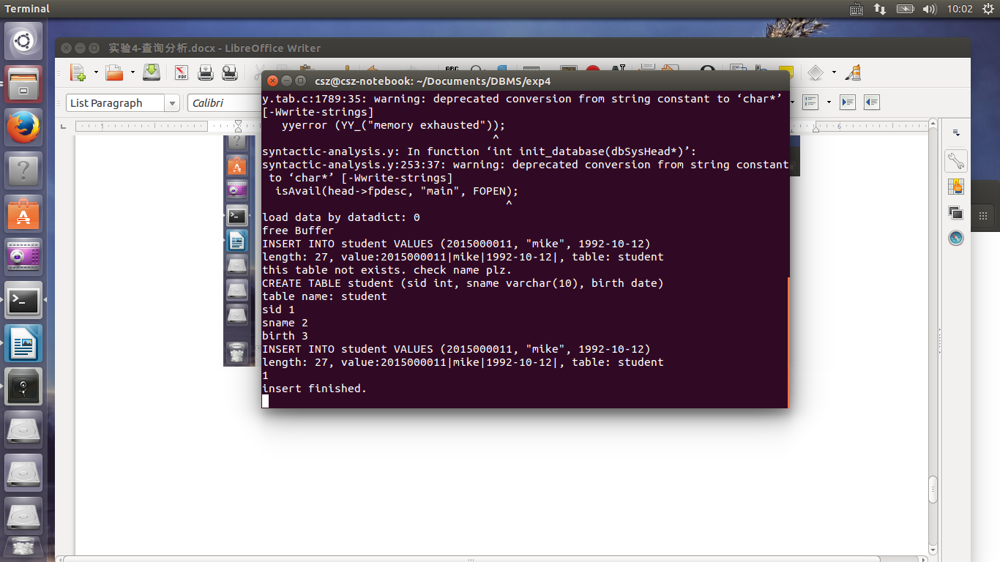 Terminal
10:02
实验4-查询分析.docx - LibreOffice Writer
csz@csz-notebook: ~/Documents/DBMS/exp4
List Paragraph
Calibri
1
6
y.tab.c:1789:35: warning: deprecated conversion from string constant to ‘char*’
[-Wwrite-strings]
yyerror (YY_("memory exhausted"));
^
syntactic-analysis.y: In function ‘int init_database(dbSysHead*)’:
syntactic-analysis.y:253:37: warning: deprecated conversion from string constant
to ‘char*’ [-Wwrite-strings]
isAvail(head->fpdesc, "main", FOPEN);
^
load data by datadict: 0
free Buffer
INSERT INTO student VALUES (2015000011, "mike", 1992-10-12)
length: 27, value:2015000011|mike|1992-10-12|, table: student
this table not exists. check name plz.
CREATE TABLE student (sid int, sname varchar(10), birth date)
table name: student
sid 1
sname 2
birth 3
INSERT INTO student VALUES (2015000011, "mike", 1992-10-12)
length: 27, value:2015000011|mike|1992-10-12|, table: student
1
insert finished.